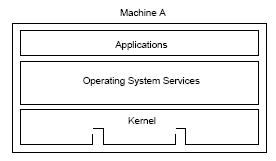 Machine A
Applications
Operating System Services
Kernel